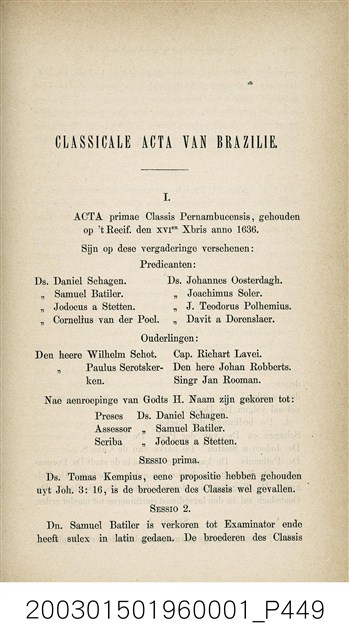 CLASSICALE ACTA VAN BRAZILIE.
I.
ACTA primae Classis Pernambucensis, gehouden
op 't Recif. den XVIen Xbris anno 1636.
Sijn op dese vergaderinge verschenen:
Predicanten:
Ds. Daniel Schagen. Ds. Johannes Oosterdagh.
„ Samuel Batiler. „ Joachimus Soler.
„ Jodocus a Stetten. „ J. Teodorus Polhemius.
„ Cornelius van der Poel. „ Davit a Dorenslaer.
Ouderlingen:
Den heere Wilhelm Schot. Cap. Richart Lavei.
„ Paulus Serotsker- Den here Johan Robberts.
ken. Singr Jan Rooman.
Nae aenroepinge van Godts H. Naam zijn gekoren tot:
Preses Ds. Daniel Schagen.
Assessor „ Samuel Batiler.
Scriba „ Jodocus a Stetten.
SESSIO prima.
Ds. Tomas Kempius, eene propositie hebben gehouden
uyt Joh. 3: 16, is de broederen des Classis wel gevallen.
SESSIO 2.
Dn. Samuel Batiler is verkoren tot Examinator ende
heeft sulex in latin gedaen. De broederen des Classis
200301501960001_P449